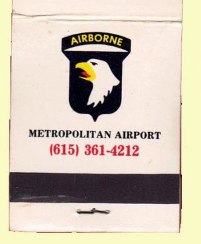 AIRBORNE
METROPOLITAN AIRPORT
(615) 361-4212